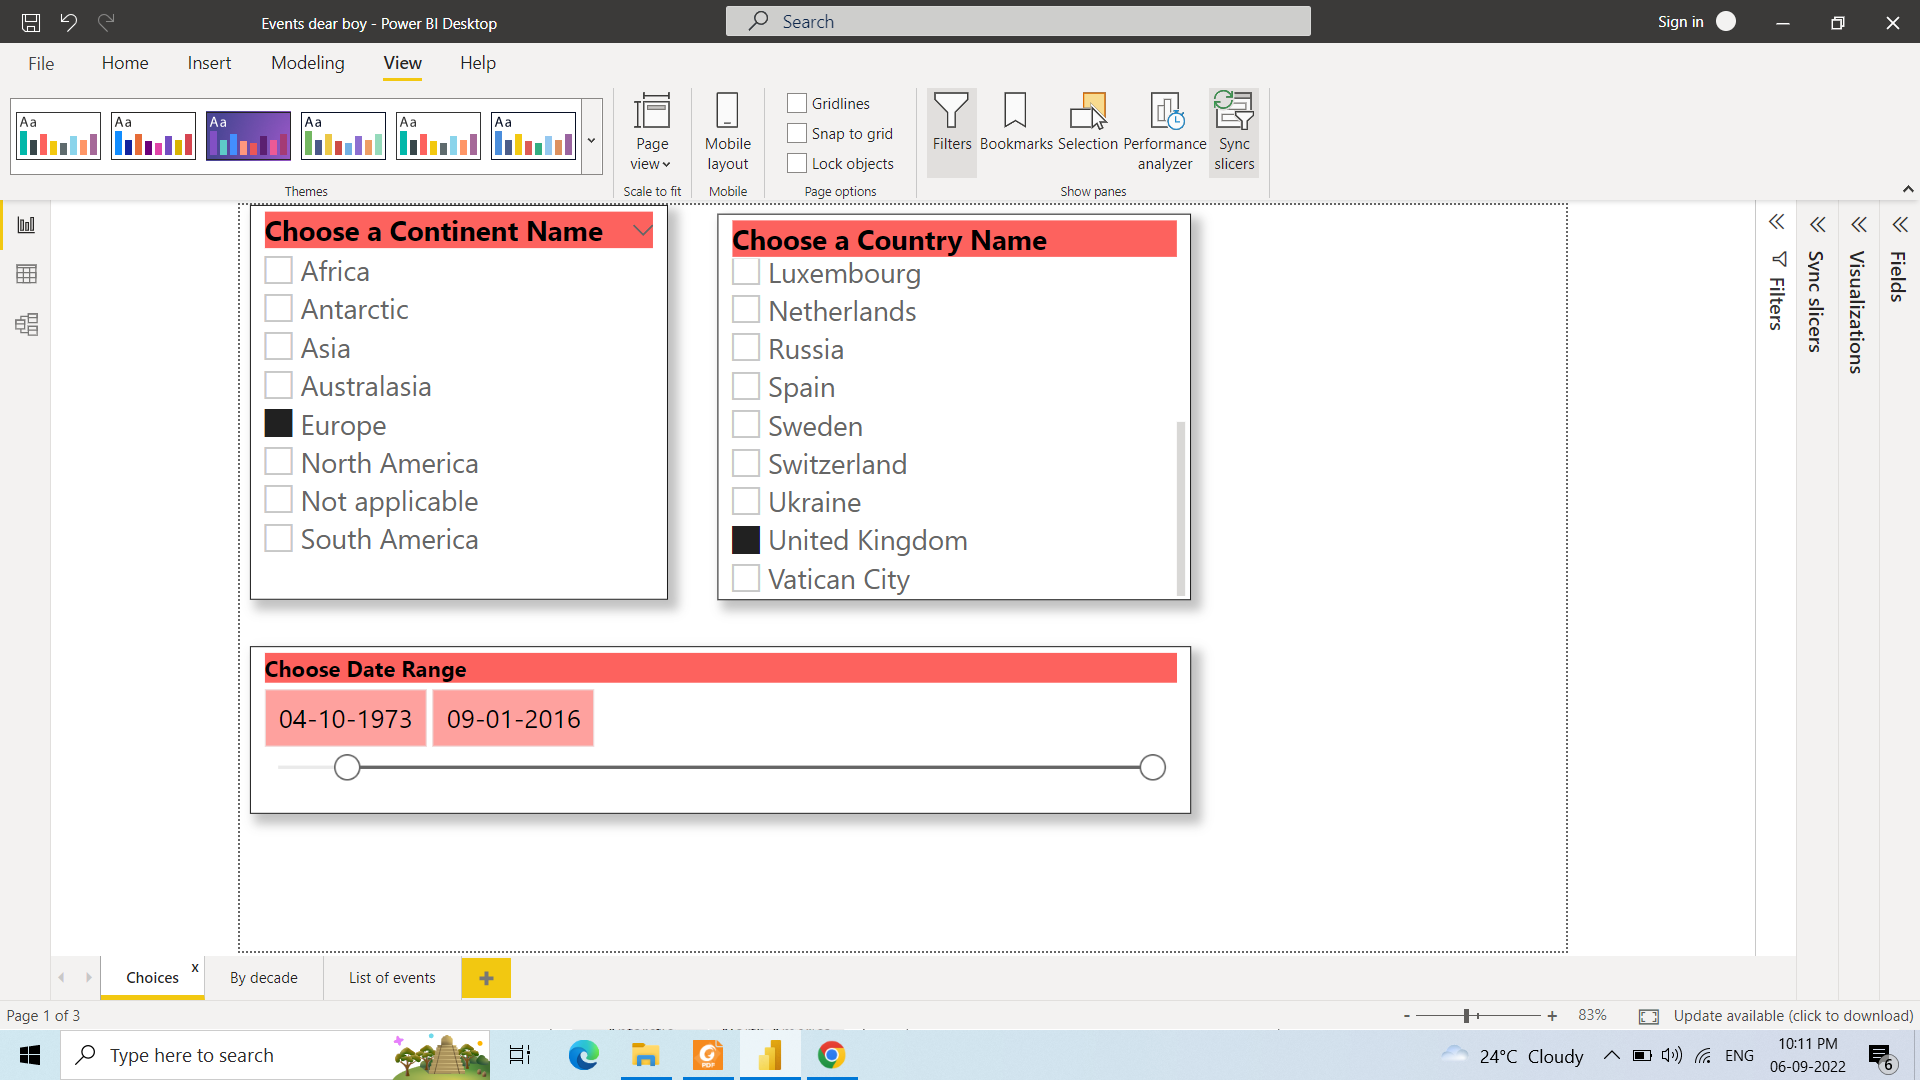 Events dear boy - Power BI Desktop
Search
Sign in
File
Home
Insert
Modeling
View
Help
Aa
Aa
Aa
Aa
Aa
Aa
Page view
Mobile layout
Gridlines
Snap to grid
Lock objects
Filters
Bookmarks
Selection
Performance analyzer
Sync slicers
Themes
Scale to fit
Mobile
Page options
Show panes
Choose a Continent Name
Africa
Antarctic
Asia
Australasia
Europe
North America
Not applicable
South America
Choose a Country Name
Luxembourg
Netherlands
Russia
Spain
Sweden
Switzerland
Ukraine
United Kingdom
Vatican City
Choose Date Range
04-10-1973
09-01-2016
Filters
Sync slicers
Visualizations
Fields
Choices
x
By decade
List of events
Page 1 of 3
83%
Update available (click to download)
Type here to search
PDF
24°C Cloudy
ENG
10:11 PM
06-09-2022
6